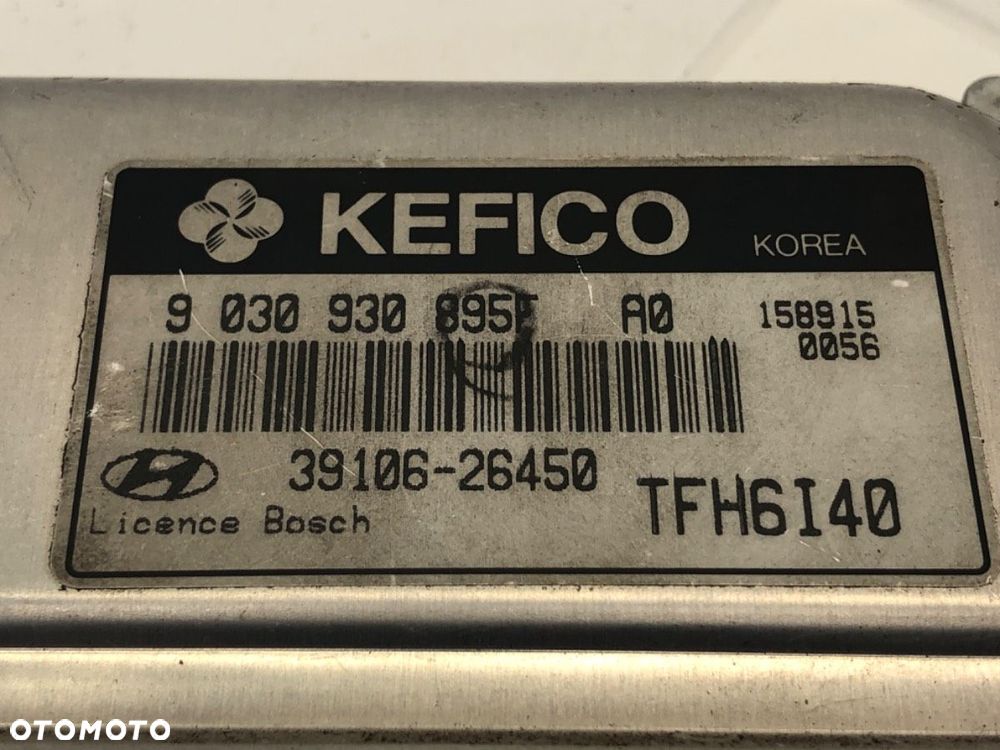 KEFICO KOREA
9 030 930 895F A0 158915
0056
39106-26450
TFH6I40
Licence Bosch
OTOMOTO